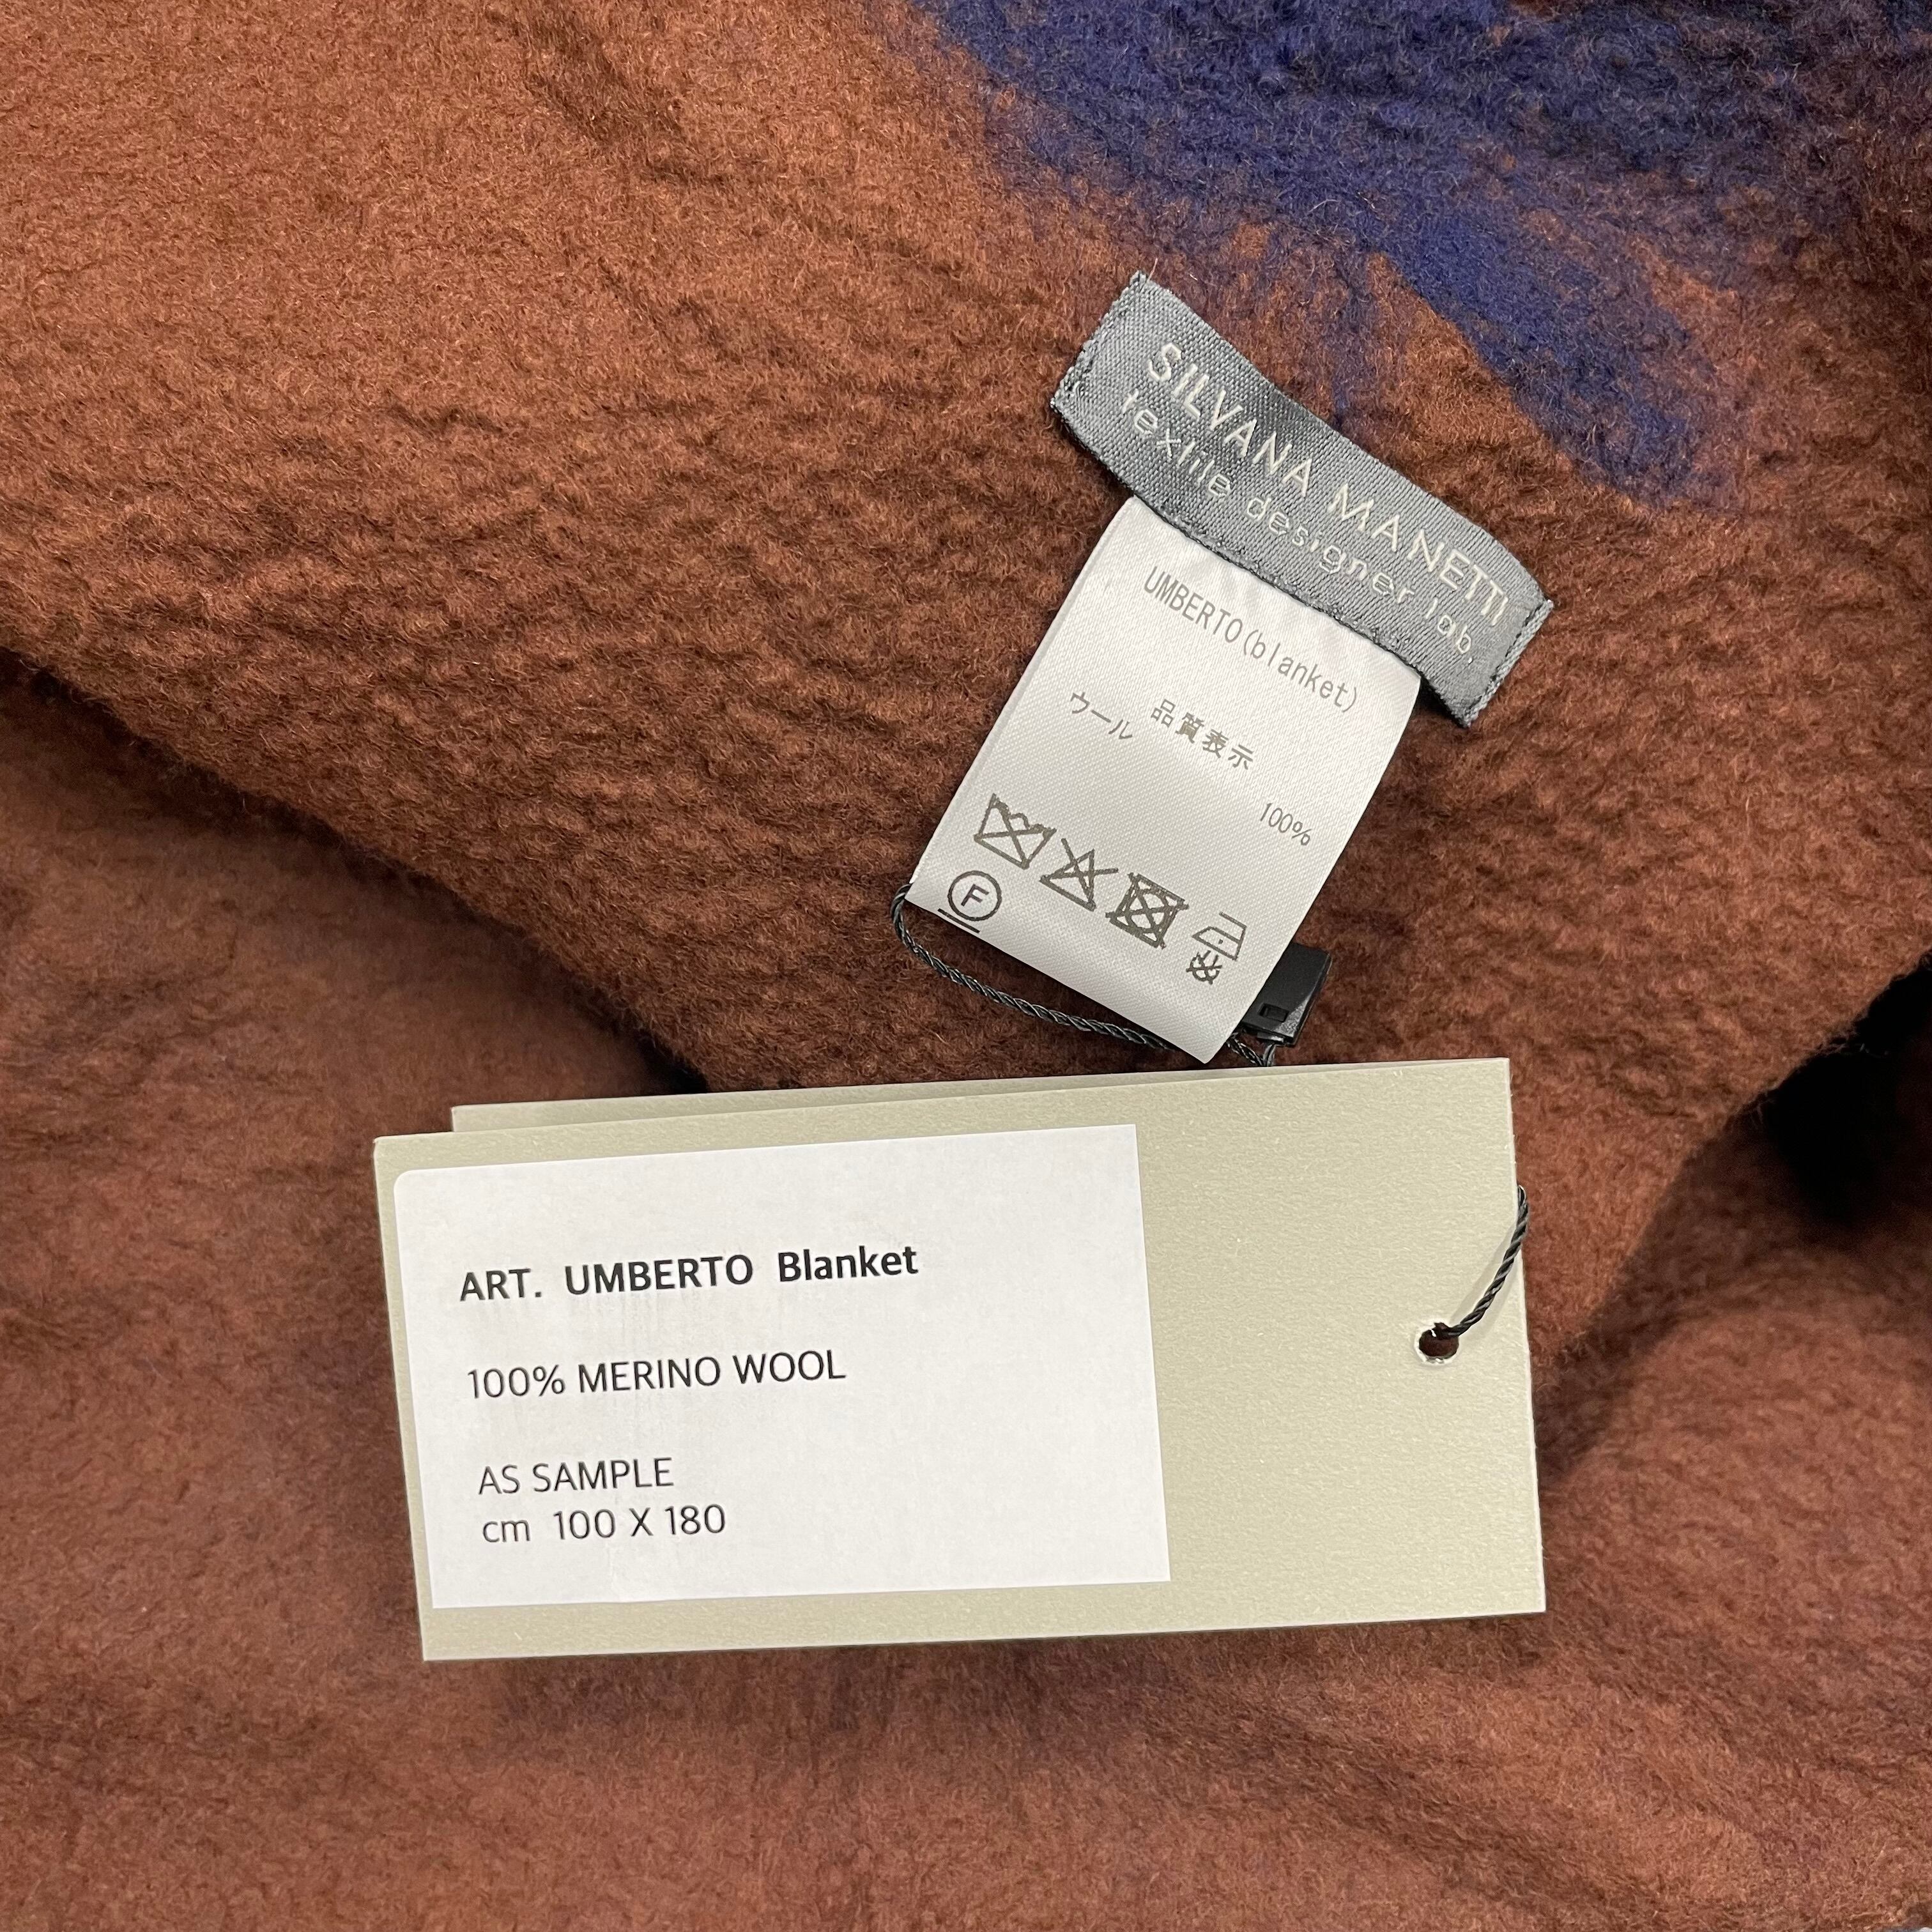 SILVANA MANETTI
textile designer lab.
UMBERTO(blanket)
品質表示
ウール 100%
F
ART. UMBERTO Blanket
100% MERINO WOOL
AS SAMPLE
cm 100 X 180